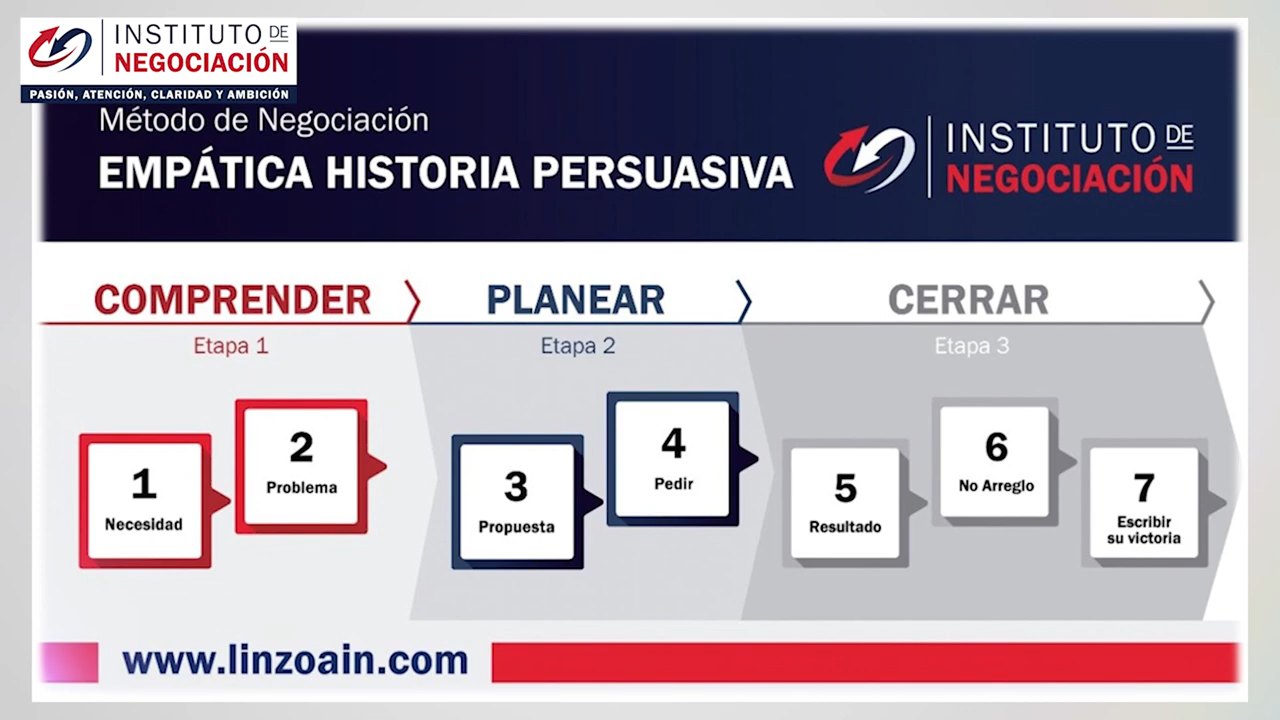 INSTITUTO DE
NEGOCIACIÓN
PASIÓN, ATENCIÓN, CLARIDAD Y AMBICIÓN
Método de Negociación
EMPÁTICA HISTORIA PERSUASIVA
INSTITUTO DE
NEGOCIACIÓN
COMPRENDER
Etapa 1
PLANEAR
Etapa 2
CERRAR
Etapa 3
1
Necesidad
2
Problema
3
Propuesta
4
Pedir
5
Resultado
6
No Arreglo
7
Escribir
su victoria
www.linzoain.com